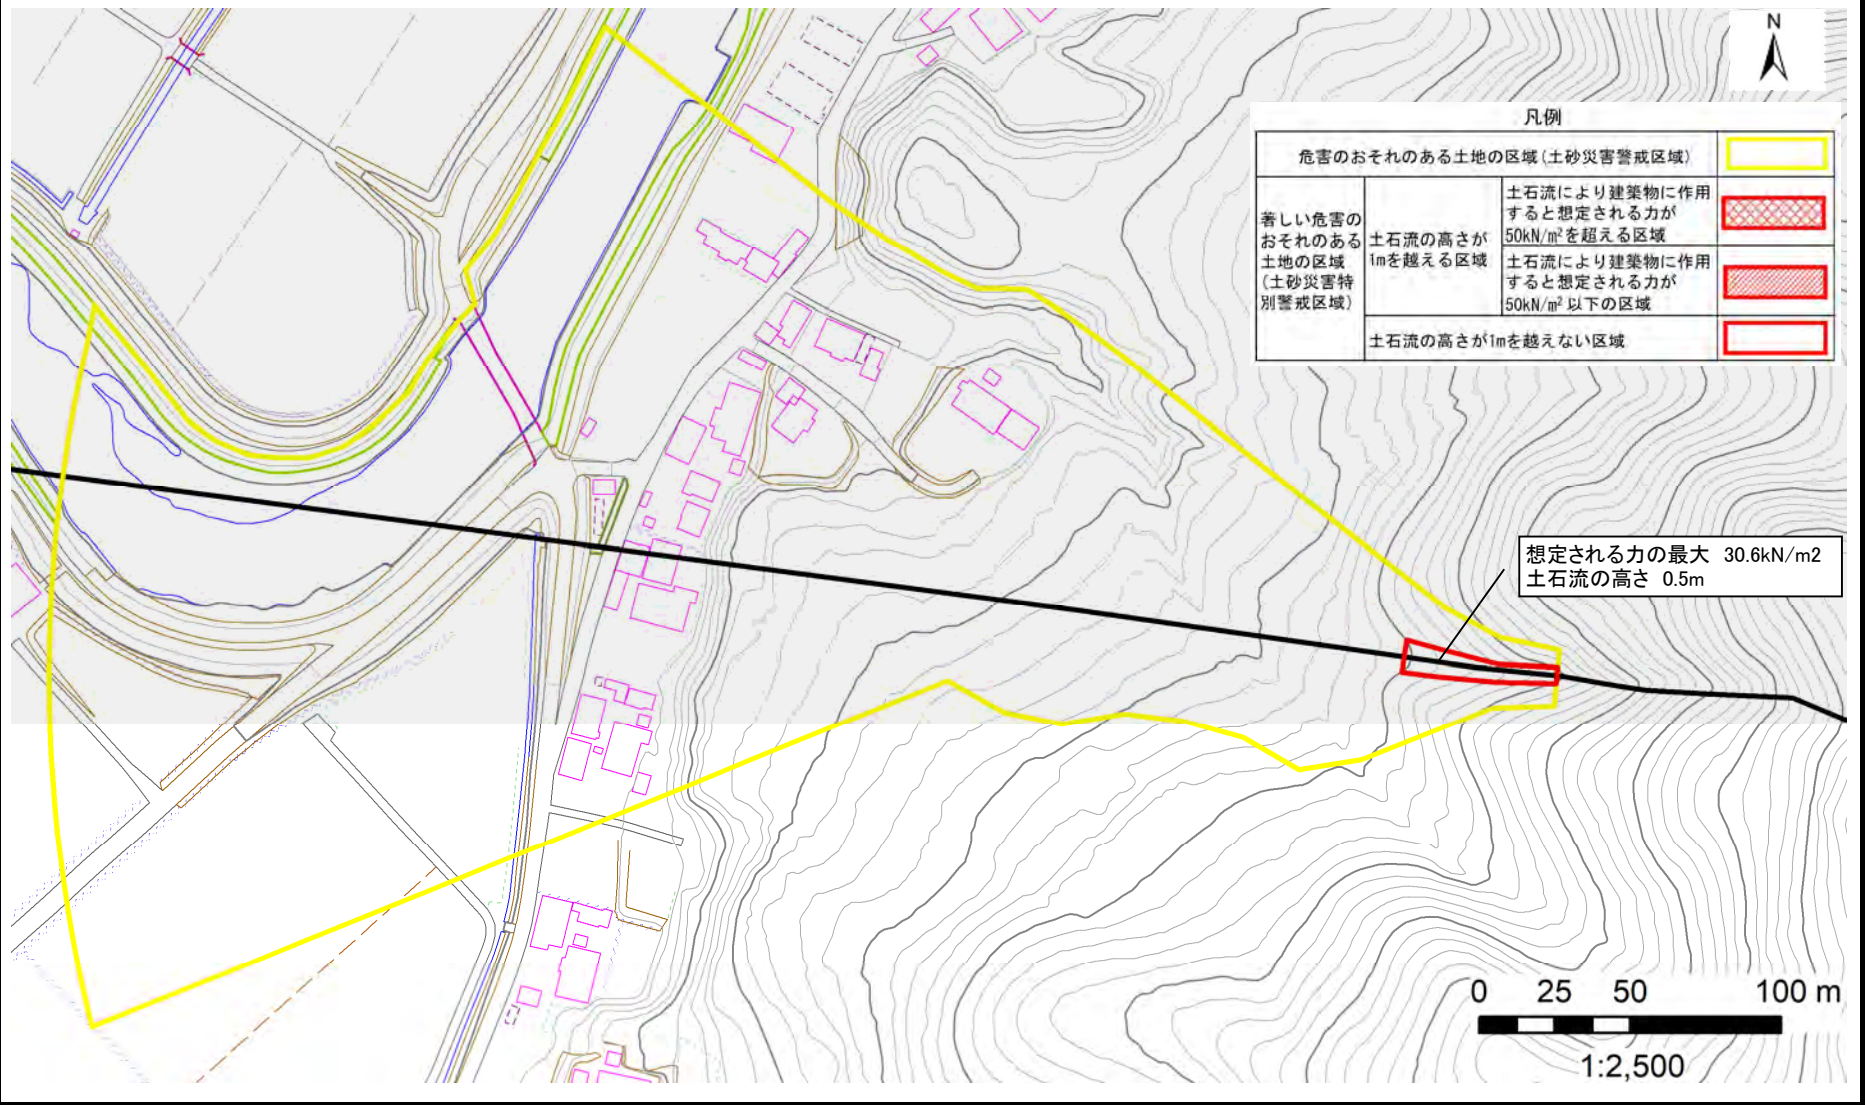 N
凡例
危害のおそれのある土地の区域(土砂災害警戒区域)
著しい危害の
おそれのある
土地の区域
(土砂災害特
別警戒区域)
土石流の高さが
1mを越える区域
土石流により建築物に作用
すると想定される力が
50kN/m²を超える区域
土石流により建築物に作用
すると想定される力が
50kN/m²以下の区域
土石流の高さが1mを越えない区域
想定される力の最大 30.6kN/m2
土石流の高さ 0.5m
0 25 50 100 m
1:2,500